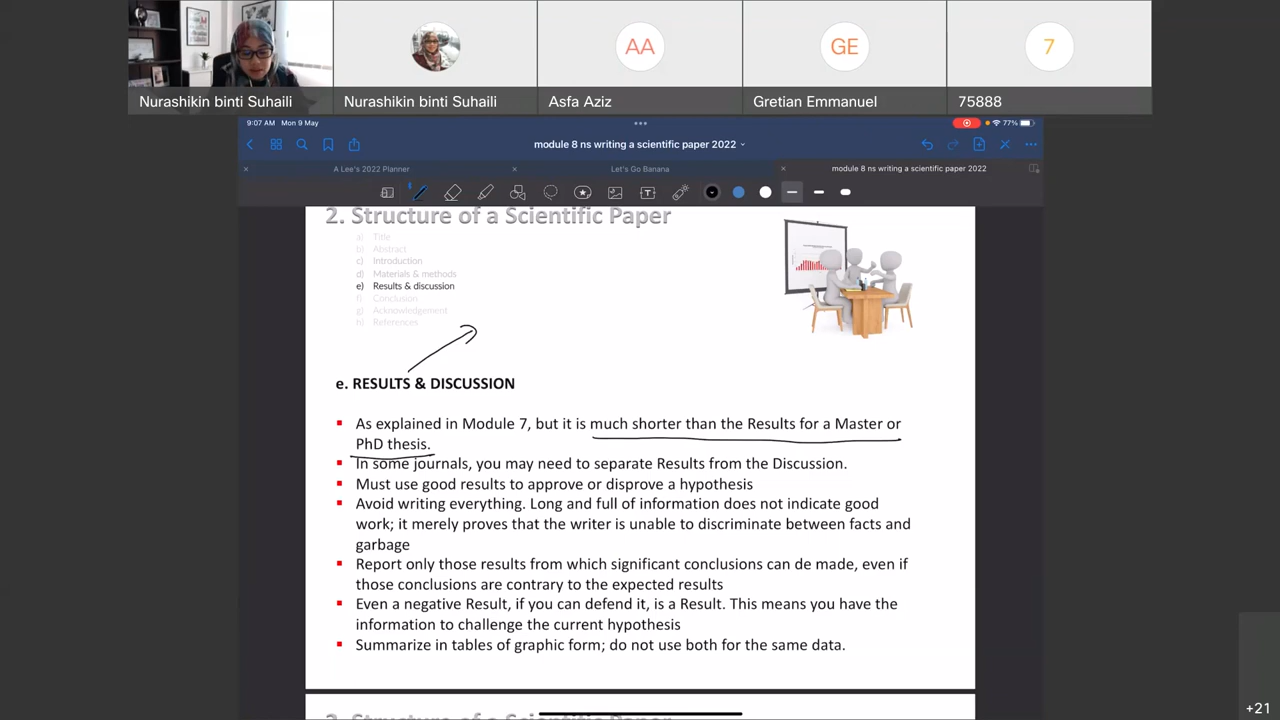 AA
GE
7
Nurashikin binti Suhaili
Nurashikin binti Suhaili
Asfa Aziz
Gretian Emmanuel
75888
9:07 AM Mon 9 May
77%
module 8 ns writing a scientific paper 2022
A Lee's 2022 Planner
Let's Go Banana
module 8 ns writing a scientific paper 2022
2. Structure of a Scientific Paper
a) Title
b) Abstract
c) Introduction
d) Materials & methods
e) Results & discussion
f) Conclusion
g) Acknowledgement
h) References
e. RESULTS & DISCUSSION
As explained in Module 7, but it is much shorter than the Results for a Master or
PhD thesis.
In some journals, you may need to separate Results from the Discussion.
Must use good results to approve or disprove a hypothesis
Avoid writing everything. Long and full of information does not indicate good
work; it merely proves that the writer is unable to discriminate between facts and
garbage
Report only those results from which significant conclusions can de made, even if
those conclusions are contrary to the expected results
Even a negative Result, if you can defend it, is a Result. This means you have the
information to challenge the current hypothesis
Summarize in tables of graphic form; do not use both for the same data.
2. Structure of a Scientific Paper
+21